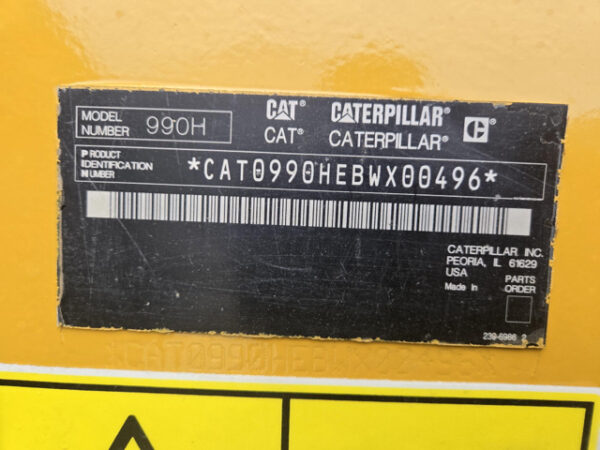 MODEL NUMBER 990H
CAT® CATERPILLAR® C
CAT® CATERPILLAR®
PRODUCT IDENTIFICATION NUMBER *CAT0990HEBWX00496*
CATERPILLAR INC.
PEORIA, IL 61629
USA
Made In
PARTS ORDER
239-6986 2